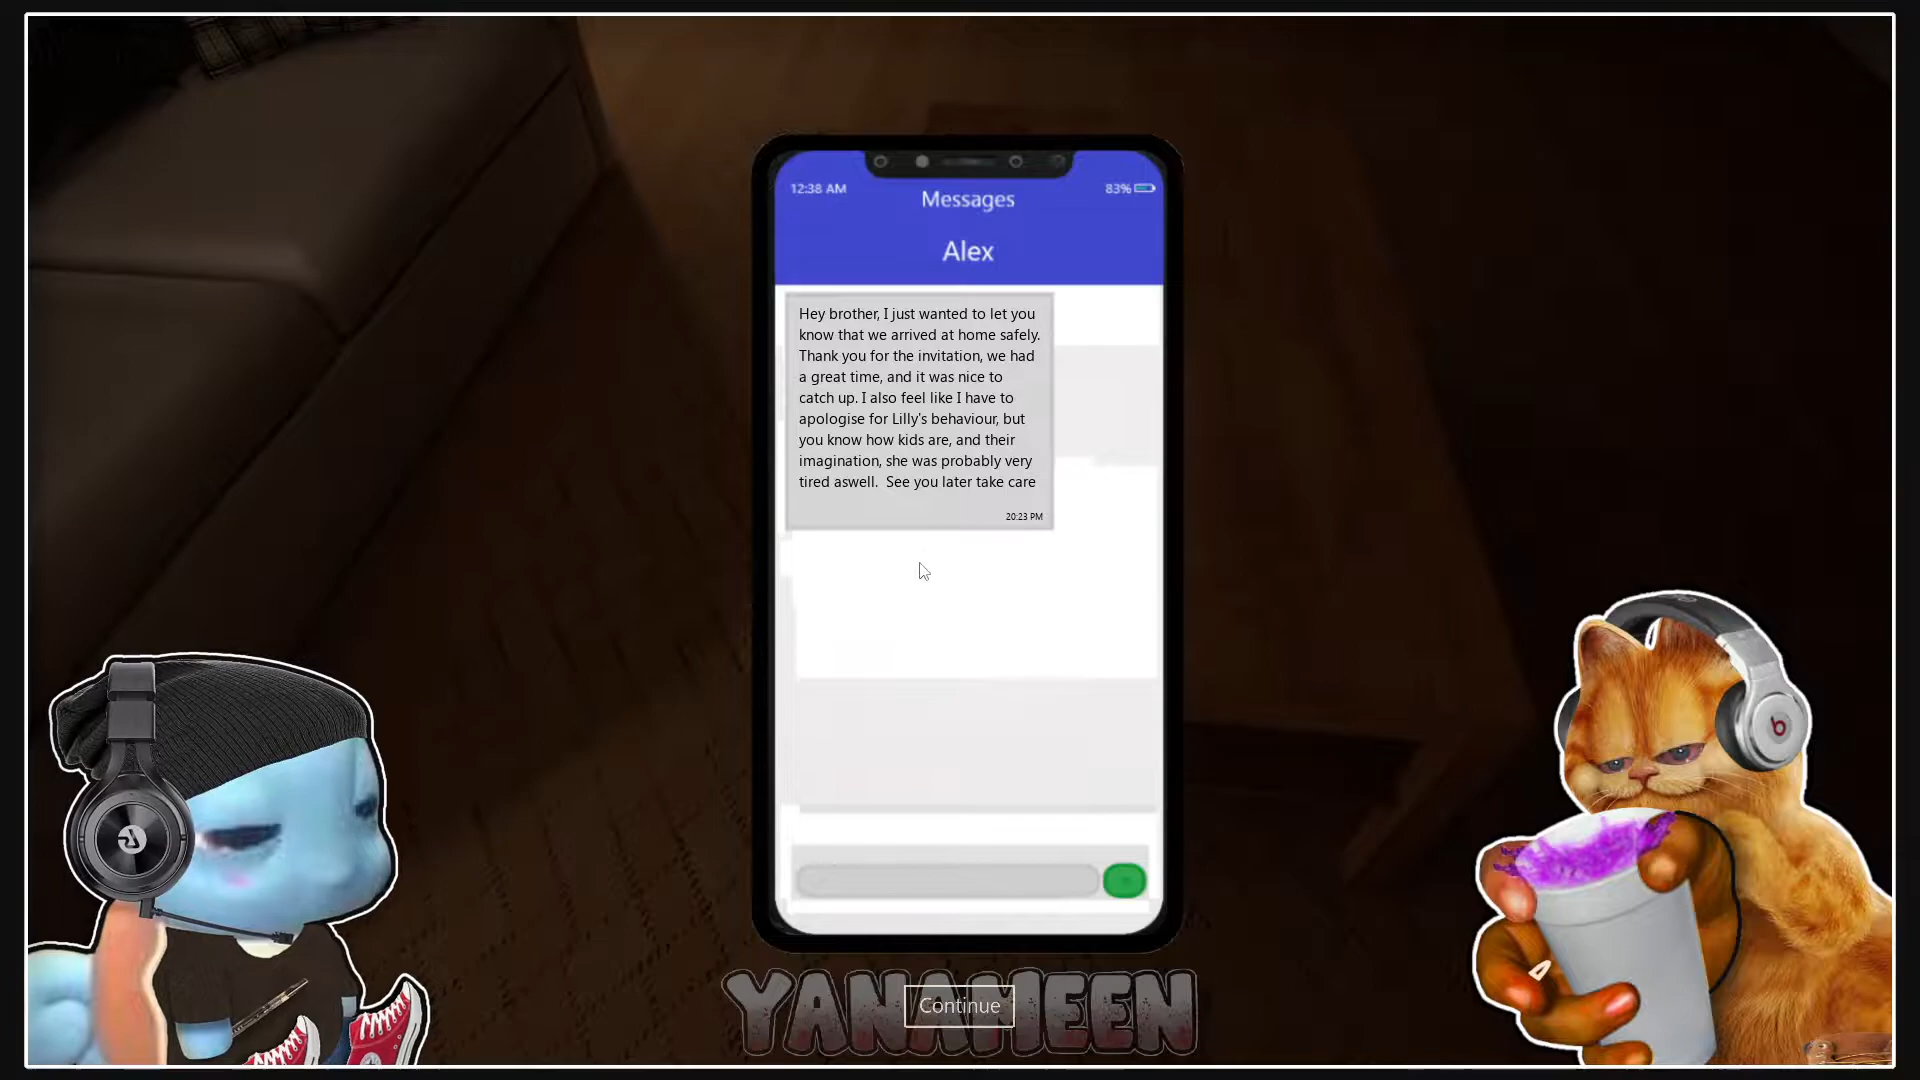 12:38 AM
83%
Messages
Alex
Hey brother, I just wanted to let you
know that we arrived at home safely.
Thank you for the invitation, we had
a great time, and it was nice to
catch up. I also feel like I have to
apologise for Lilly's behaviour, but
you know how kids are, and their
imagination, she was probably very
tired aswell.  See you later take care
20:23 PM
YANAMEEN
Continue